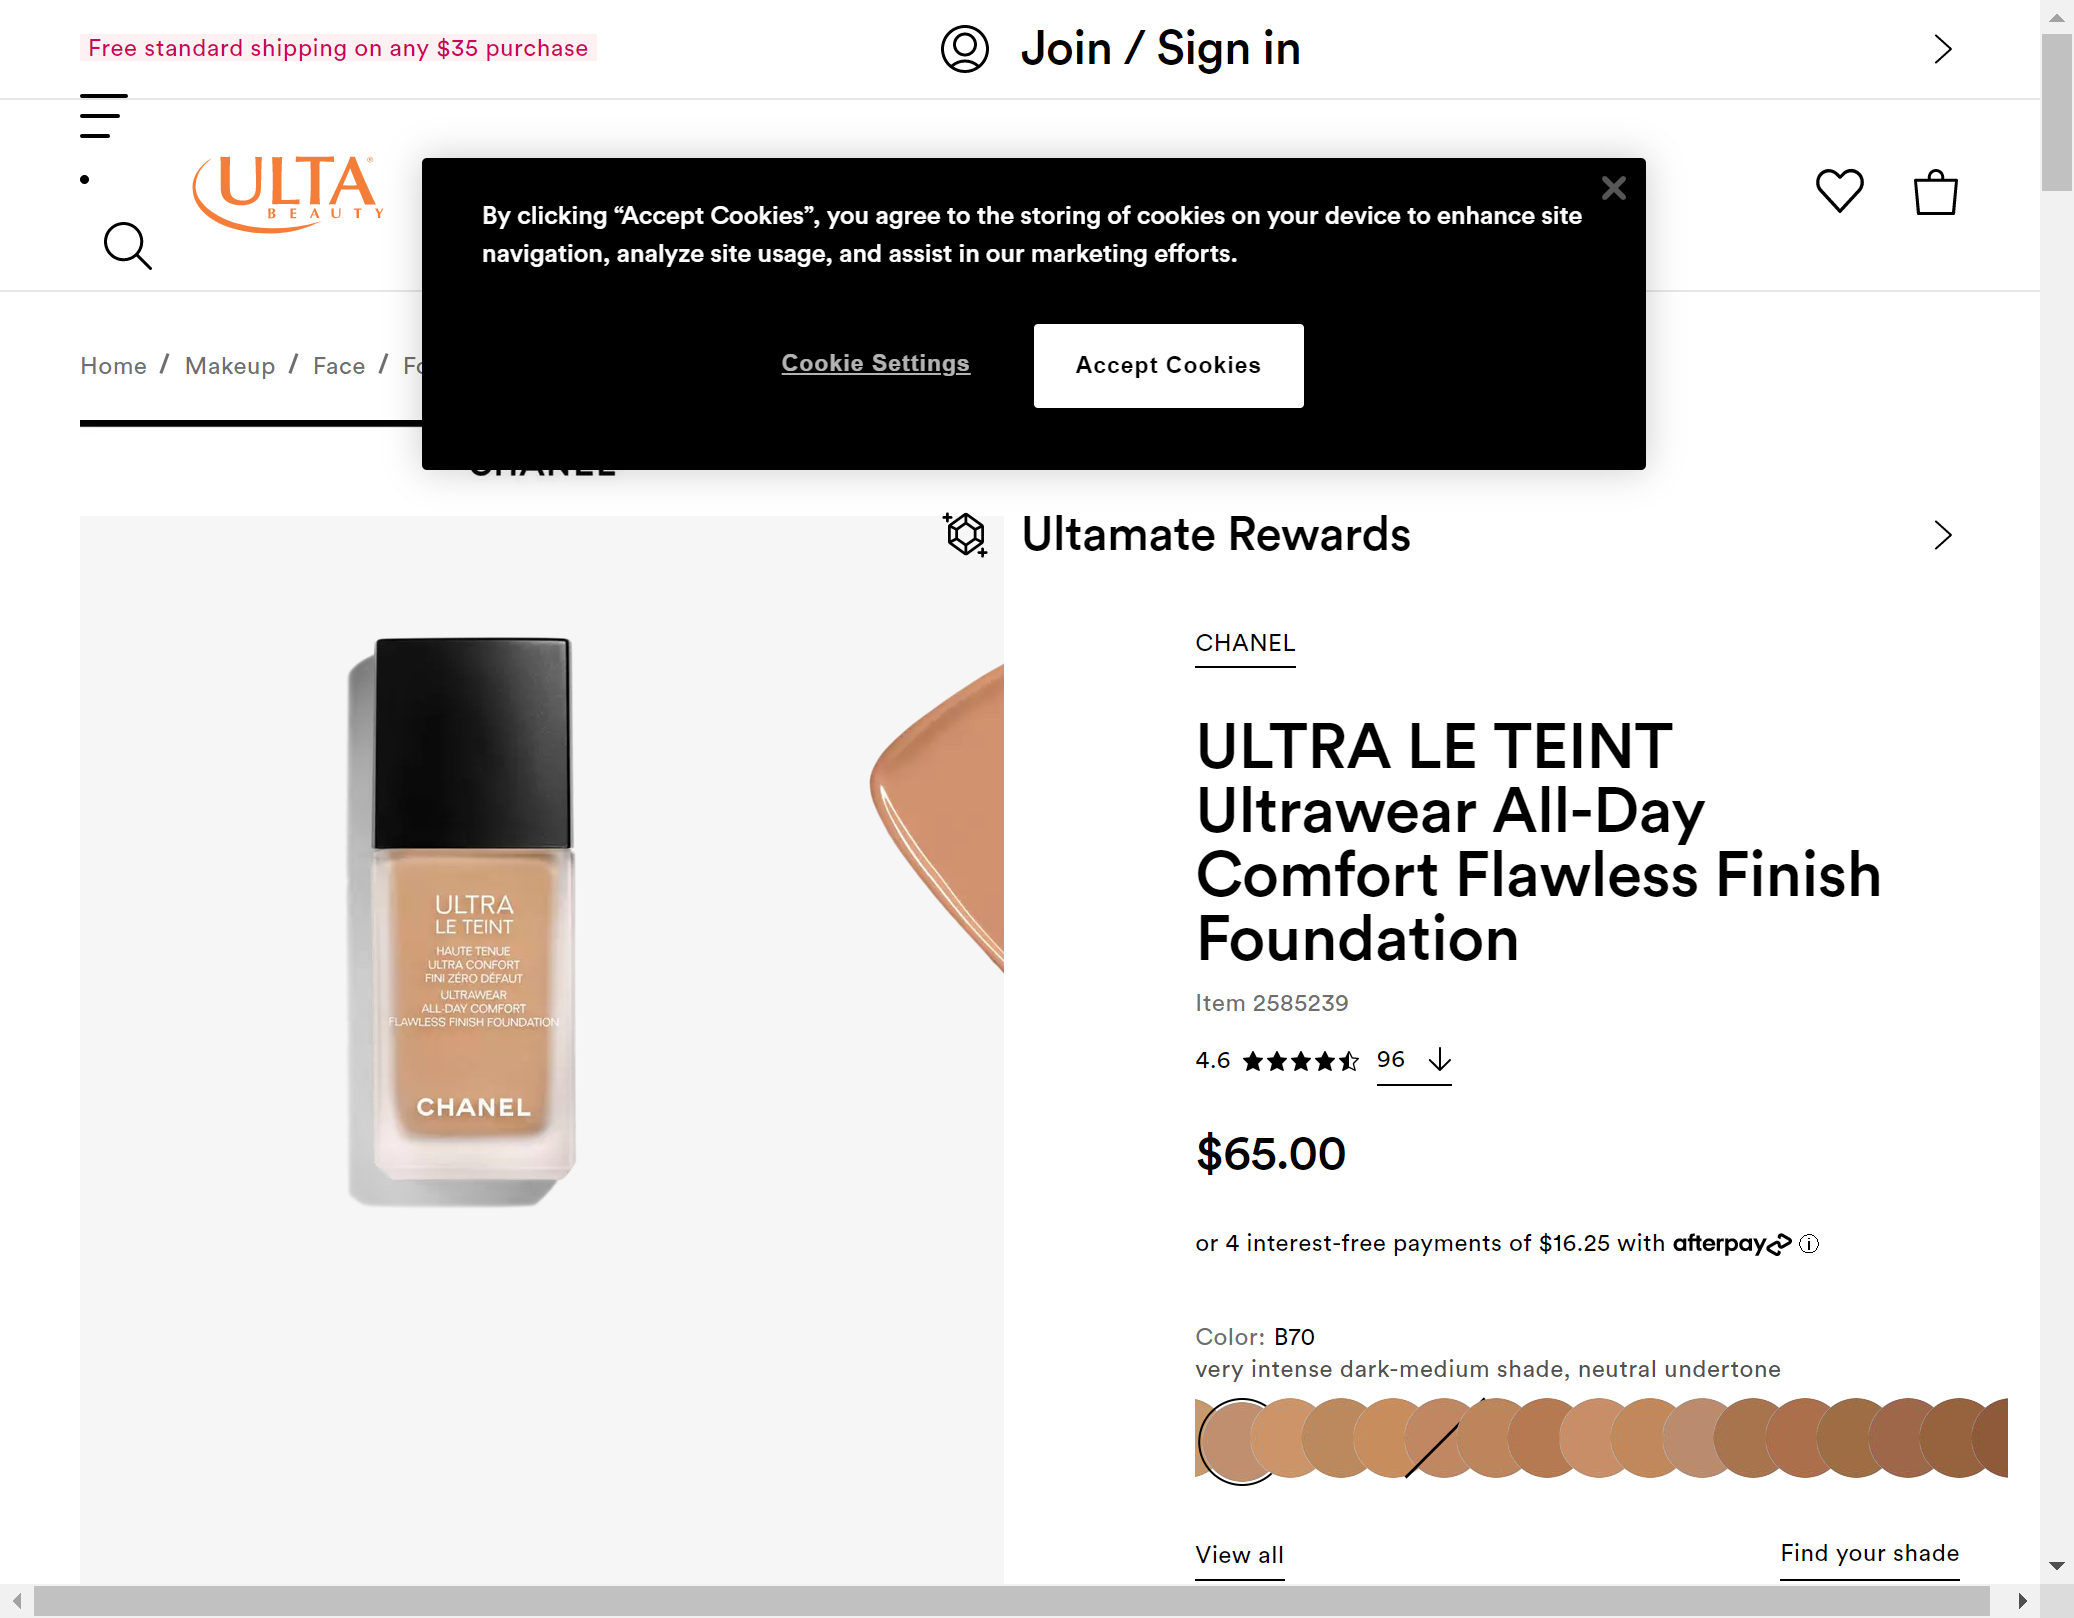 Free standard shipping on any $35 purchase
Join / Sign in
ULTA
BEAUTY
By clicking “Accept Cookies”, you agree to the storing of cookies on your device to enhance site
navigation, analyze site usage, and assist in our marketing efforts.
Cookie Settings
Accept Cookies
Home / Makeup / Face /
CHANEL
Ultamate Rewards
ULTRA
LE TEINT
HAUTE TENUE
ULTRA CONFORT
FINI ZÉRO DÉFAUT
ULTRAWEAR
ALL-DAY COMFORT
FLAWLESS FINISH FOUNDATION
CHANEL
CHANEL
ULTRA LE TEINT
Ultrawear All-Day
Comfort Flawless Finish
Foundation
Item 2585239
4.6 96
$65.00
or 4 interest-free payments of $16.25 with afterpay
Color: B70
very intense dark-medium shade, neutral undertone
View all
Find your shade